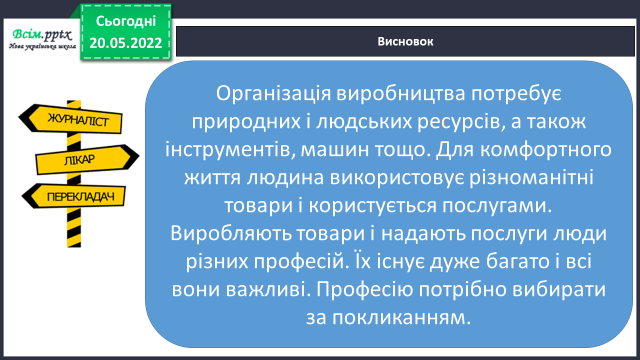 Всім.pptx
Нова українська школа
Сьогодні
20.05.2022
Висновок
ЖУРНАЛІСТ
ЛІКАР
ПЕРЕКЛАДАЧ
Організація виробництва потребує
природних і людських ресурсів, а також
інструментів, машин тощо. Для комфортного
життя людина використовує різноманітні
товари і користується послугами.
Виробляють товари і надають послуги люди
різних професій. Їх існує дуже багато і всі
вони важливі. Професію потрібно вибирати
за покликанням.